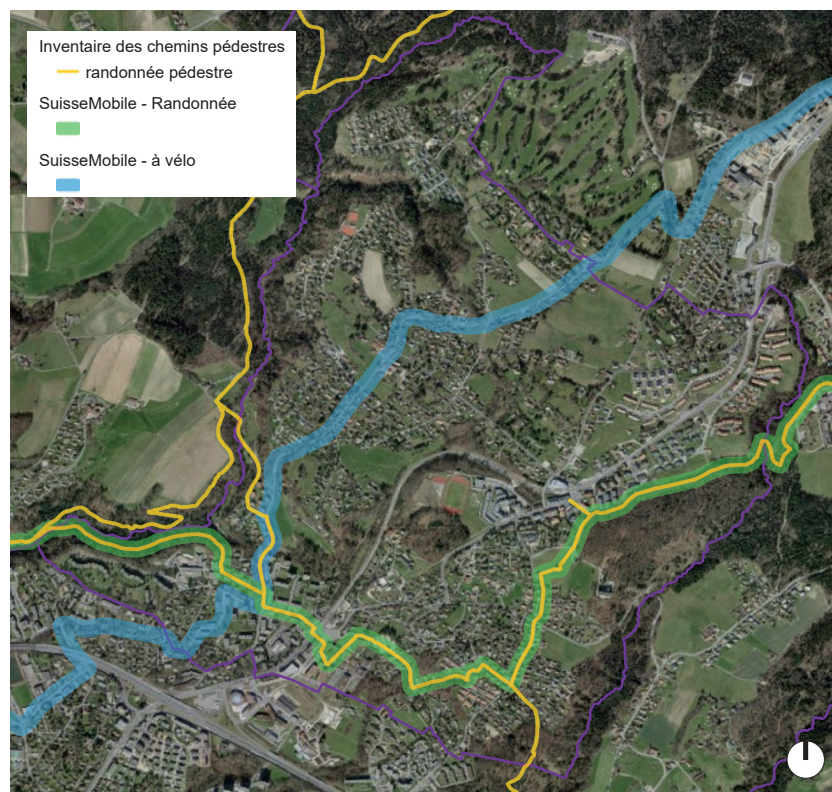 Inventaire des chemins pédestres
randonnée pédestre
SuisseMobile - Randonnée
SuisseMobile - à vélo